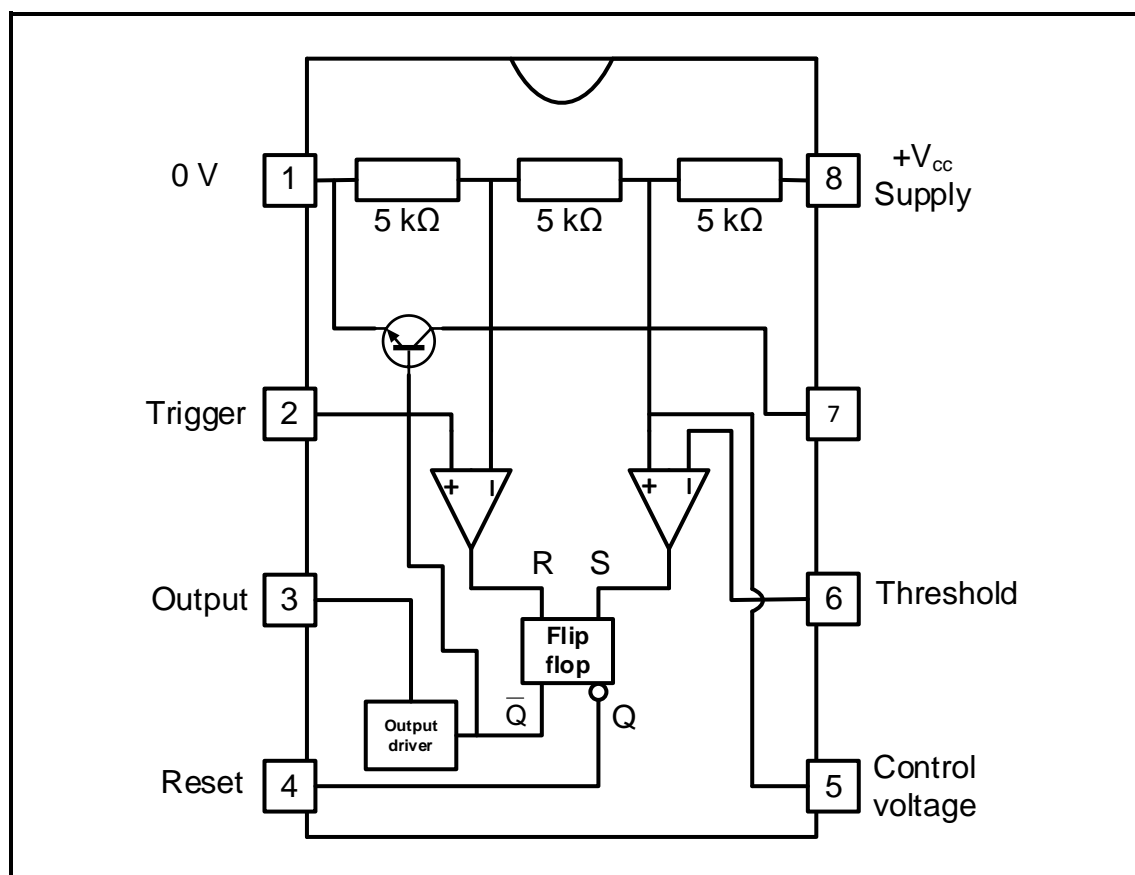 0 V
1
5 kΩ
5 kΩ
5 kΩ
8
+Vcc
Supply
Trigger
2
7
+
–
+
–
R
S
Output
3
Flip
flop
6
Threshold
Q̅
Q
Output
driver
Reset
4
5
Control
voltage